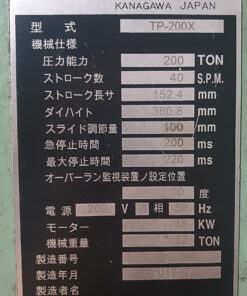 KANAGAWA JAPAN
型式 TP-200X
機械仕様
圧力能力 200 TON
ストローク数 40 S.P.M.
ストローク長サ 152.4 mm
ダイハイト 360.8 mm
スライド調節量 100 mm
急停止時間 200 ms
最大停止時間 220 ms
オーバーラン監視装置ノ設定位置
10 度
電源 200 V 相 50 Hz
モーター 15 KW
機械重量 22 TON
製造番号
製造年月
製造者名